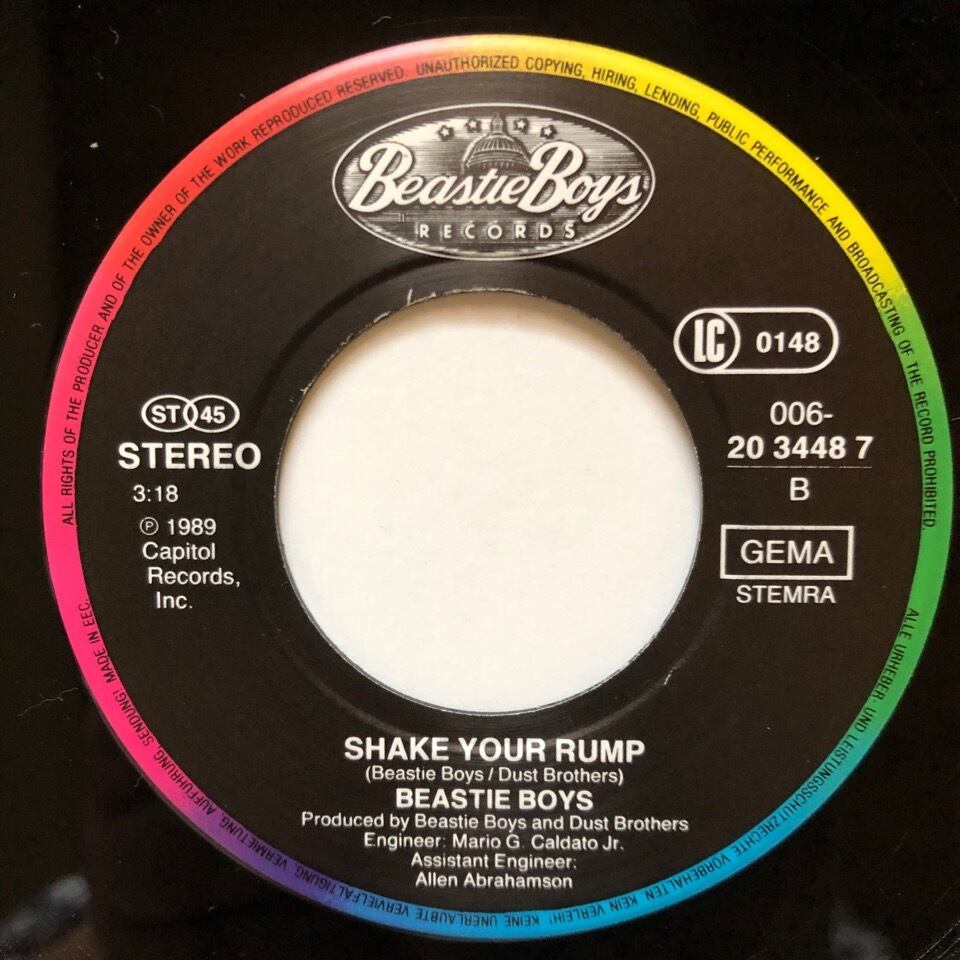 ALL RIGHTS OF THE PRODUCER AND OF THE OWNER OF THE WORK REPRODUCED RESERVED. UNAUTHORIZED COPYING, HIRING, LENDING, PUBLIC PERFORMANCE AND BROADCASTING OF THE RECORD PROHIBITED.
Beastie Boys
RECORDS
LC 0148
ST 45
STEREO
3:18
℗ 1989
Capitol
Records,
Inc.
006-
20 3448 7
B
GEMA
STEMRA
SHAKE YOUR RUMP
(Beastie Boys / Dust Brothers)
BEASTIE BOYS
Produced by Beastie Boys and Dust Brothers
Engineer: Mario G. Caldato Jr.
Assistant Engineer:
Allen Abrahamson
ALLE URHEBER- UND LEISTUNGSSCHUTZRECHTE VORBEHALTEN. KEIN VERLEIH! KEINE UNERLAUBTE VERVIELFÄLTIGUNG, VERMIETUNG, AUFFÜHRUNG, SENDUNG! MADE IN EEC.